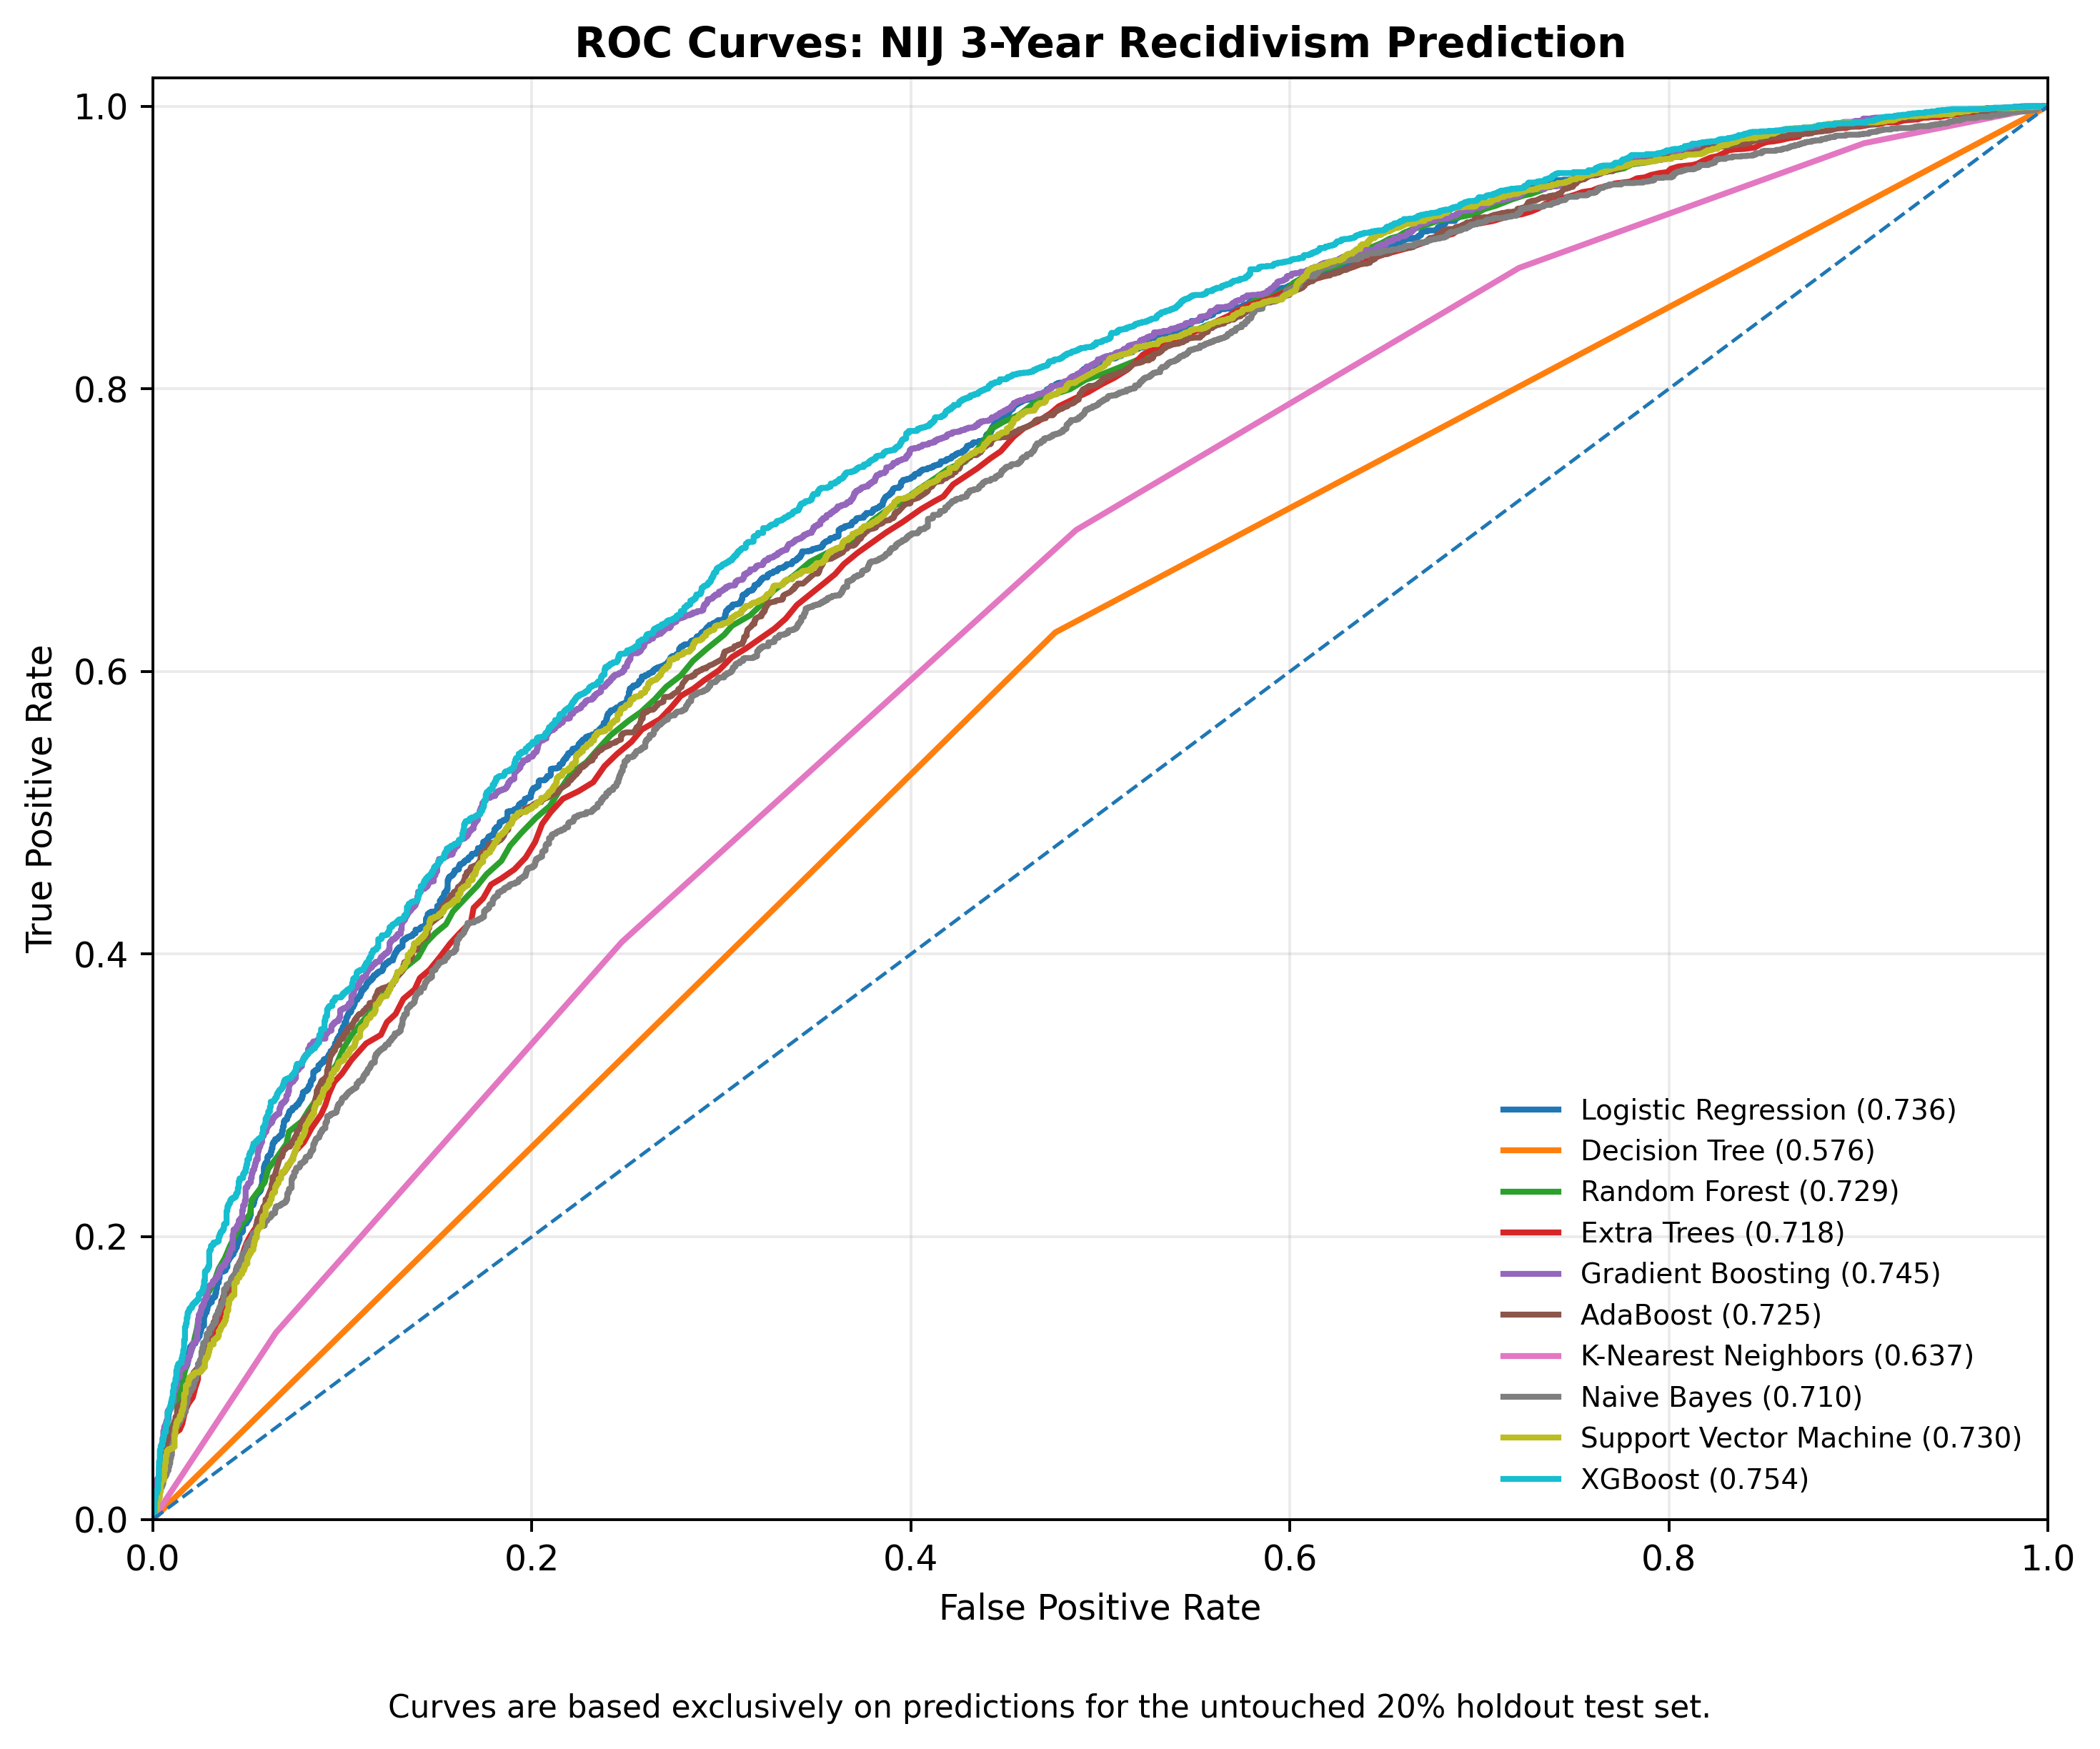 ROC Curves: NIJ 3-Year Recidivism Prediction
1.0
0.8
0.6
0.4
0.2
0.0
True Positive Rate
Logistic Regression (0.736)
Decision Tree (0.576)
Random Forest (0.729)
Extra Trees (0.718)
Gradient Boosting (0.745)
AdaBoost (0.725)
K-Nearest Neighbors (0.637)
Naive Bayes (0.710)
Support Vector Machine (0.730)
XGBoost (0.754)
0.0 0.2 0.4 0.6 0.8 1.0
False Positive Rate
Curves are based exclusively on predictions for the untouched 20% holdout test set.